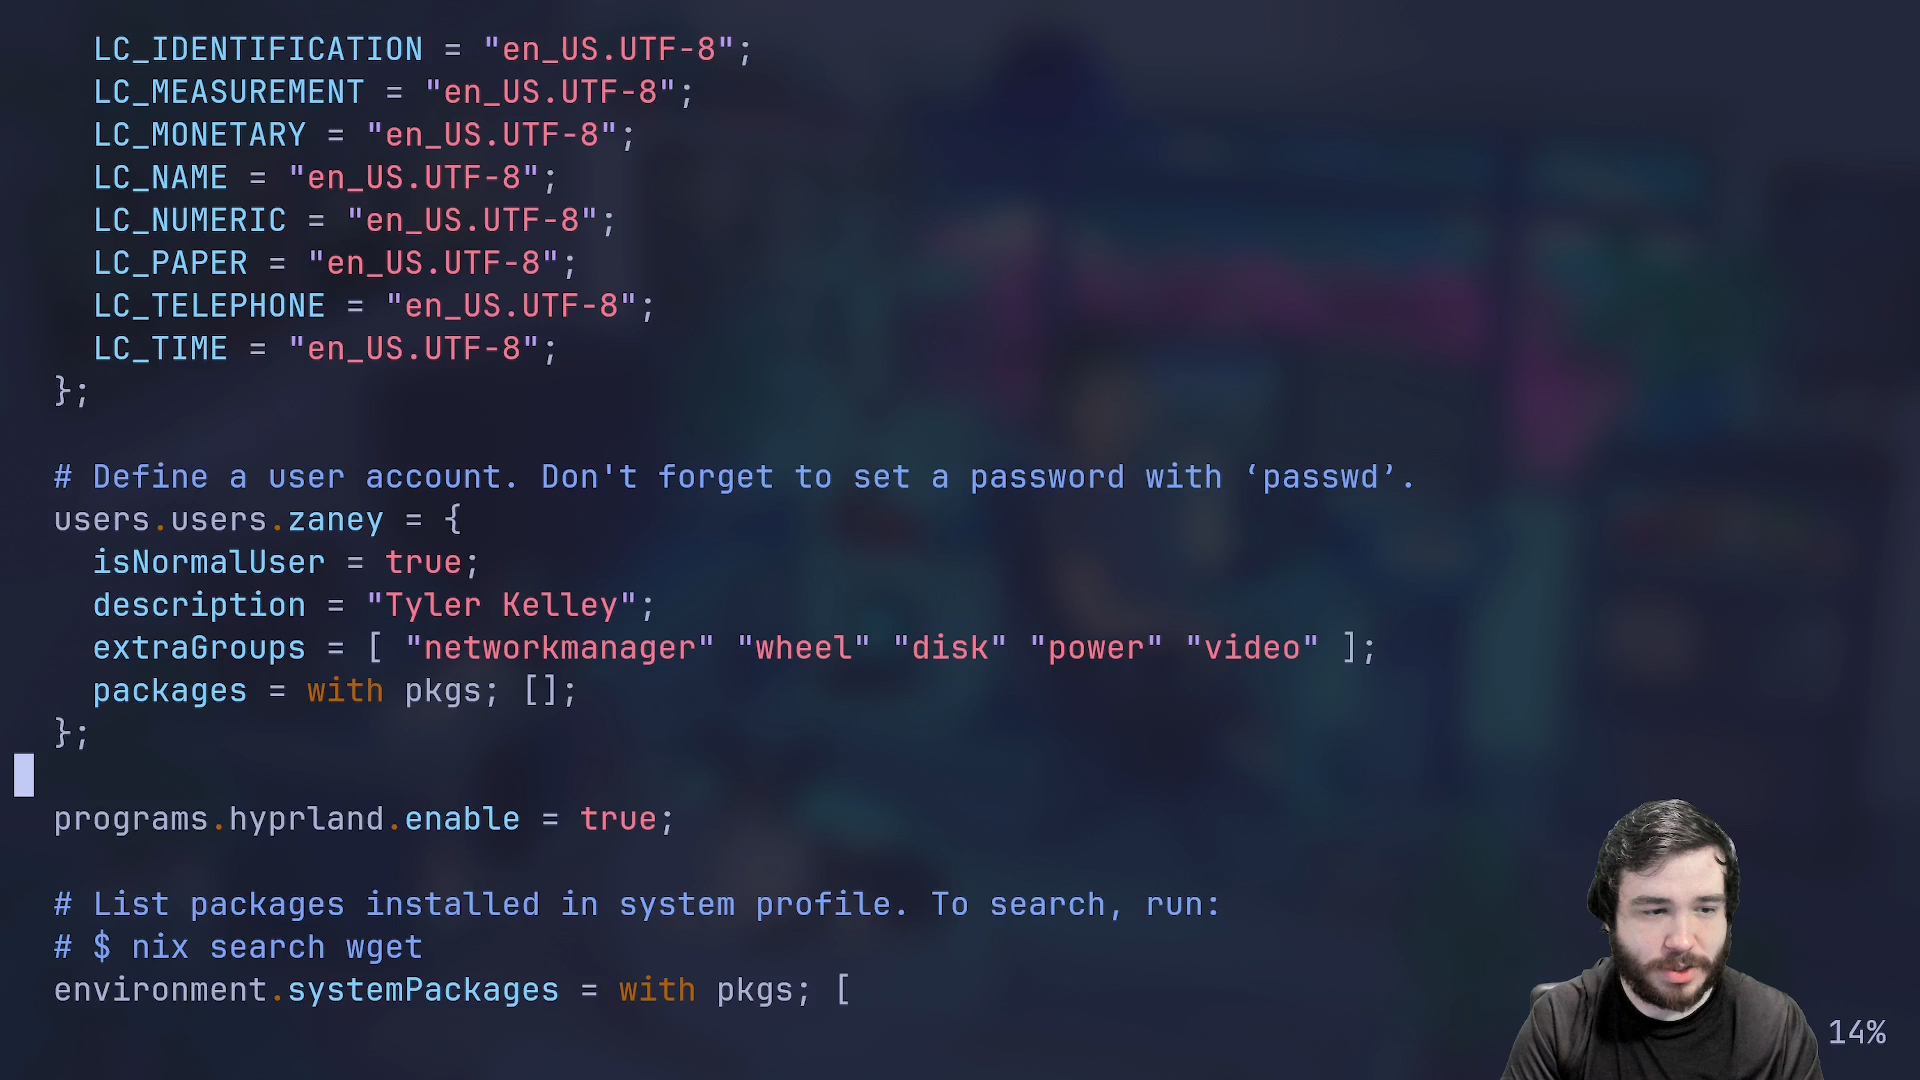 LC_IDENTIFICATION = "en_US.UTF-8";
LC_MEASUREMENT = "en_US.UTF-8";
LC_MONETARY = "en_US.UTF-8";
LC_NAME = "en_US.UTF-8";
LC_NUMERIC = "en_US.UTF-8";
LC_PAPER = "en_US.UTF-8";
LC_TELEPHONE = "en_US.UTF-8";
LC_TIME = "en_US.UTF-8";
};
# Define a user account. Don't forget to set a password with ‘passwd’.
users.users.zaney = {
isNormalUser = true;
description = "Tyler Kelley";
extraGroups = [ "networkmanager" "wheel" "disk" "power" "video" ];
packages = with pkgs; [];
};
programs.hyprland.enable = true;
# List packages installed in system profile. To search, run:
# $ nix search wget
environment.systemPackages = with pkgs; [
14%